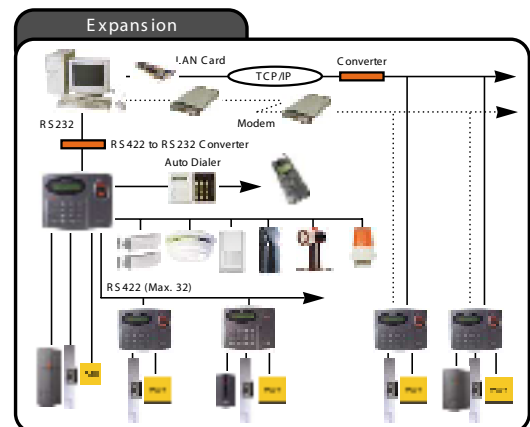 Expansion
LAN Card
TCP/IP
Converter
Modem
RS232
RS422 to RS232 Converter
Auto Dialer
RS422 (Max. 32)